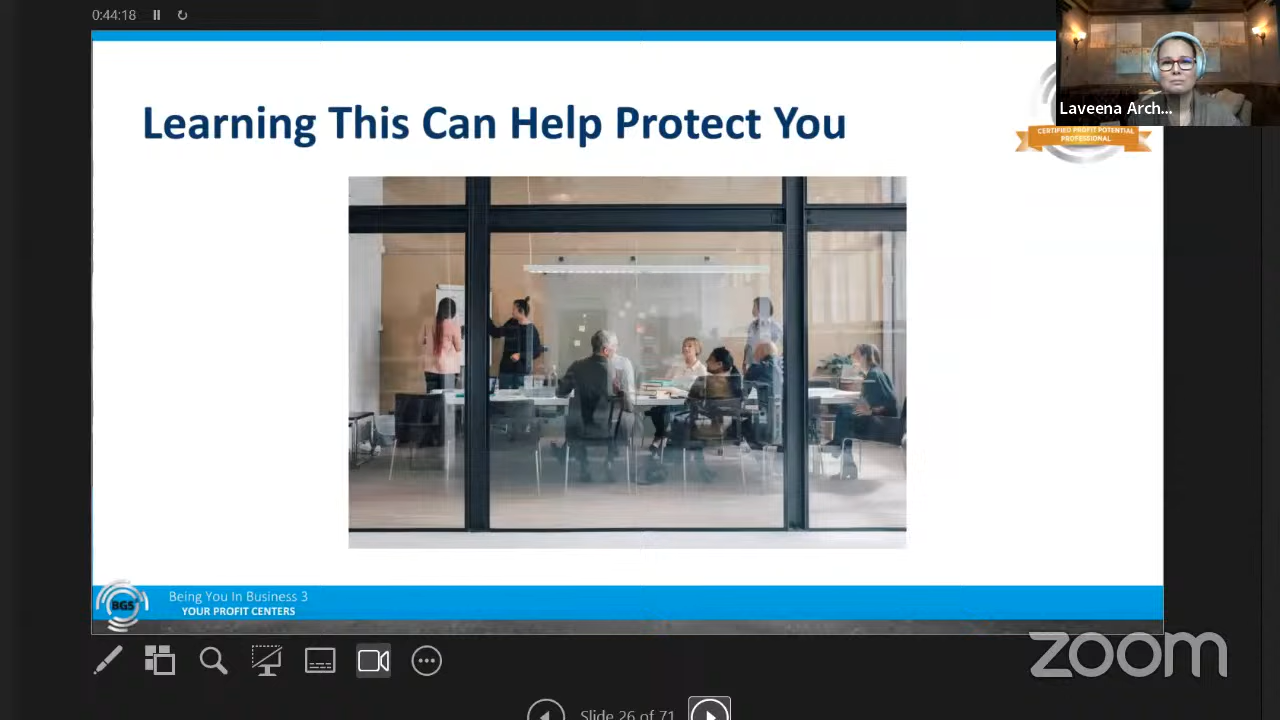 0:44:18
Laveena Arch...
Learning This Can Help Protect You
CERTIFIED PROFIT POTENTIAL
PROFESSIONAL
BGS
Being You In Business 3
YOUR PROFIT CENTERS
zoom
Slide 26 of 71